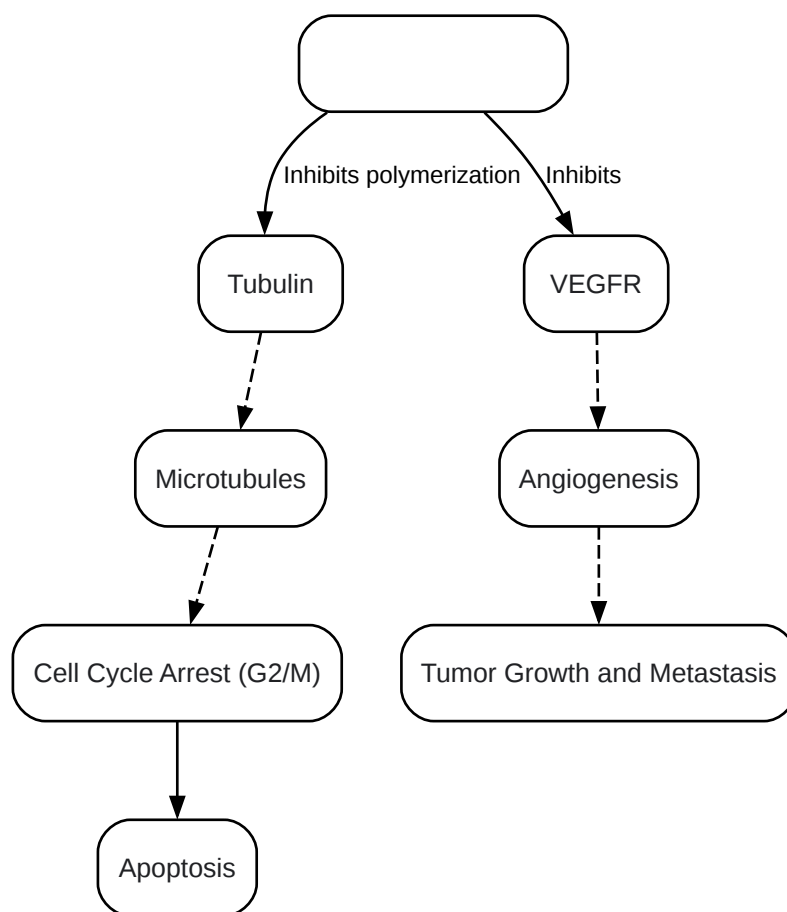 Inhibits polymerization
Inhibits
Tubulin
VEGFR
Microtubules
Angiogenesis
Cell Cycle Arrest (G2/M)
Tumor Growth and Metastasis
Apoptosis